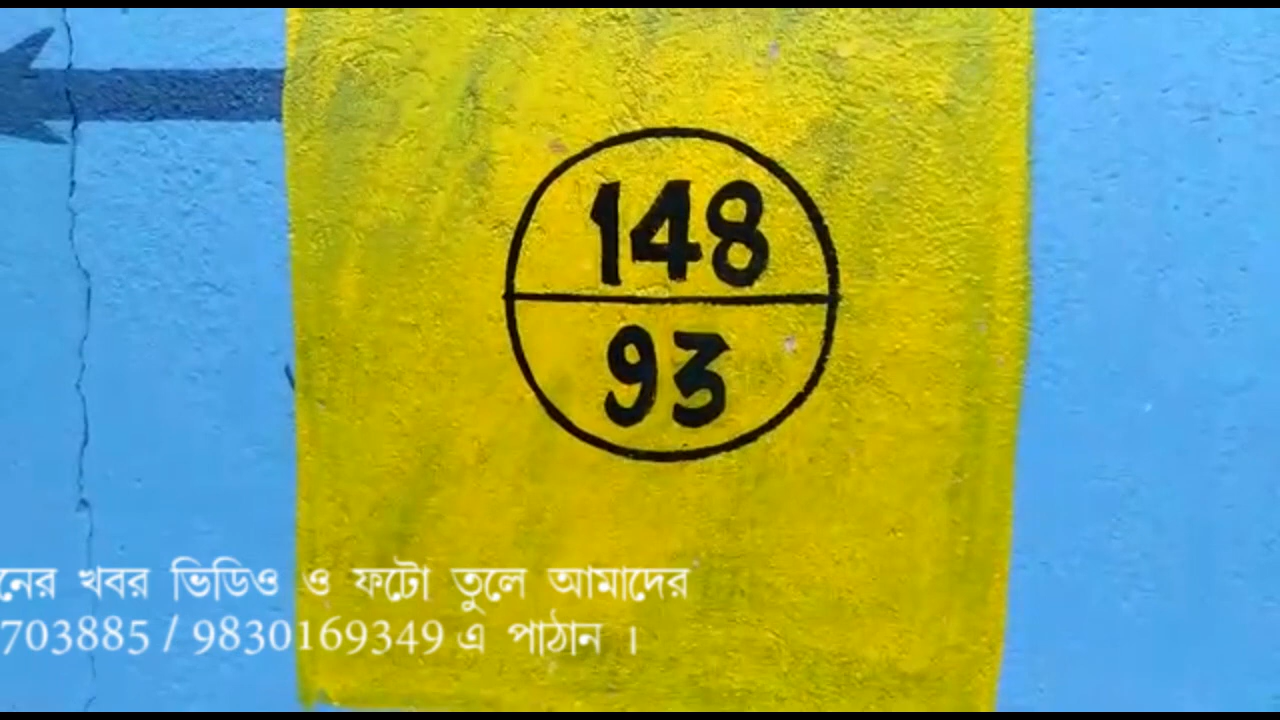 148
93
নের খবর ভিডিও ও ফটো তুলে আমাদের
703885 / 9830169349 এ পাঠান ।